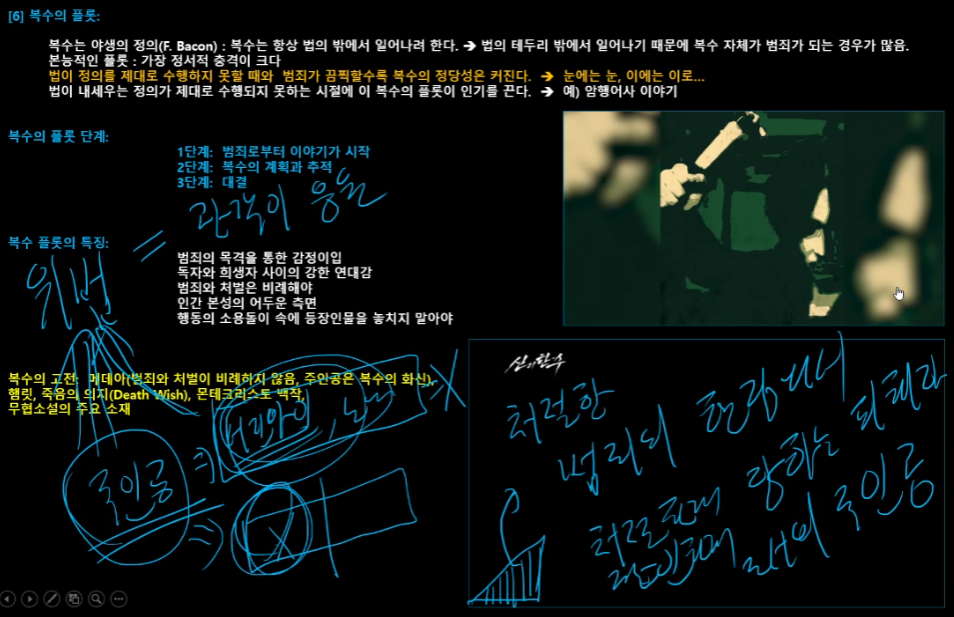 [6] 복수의 플롯:
복수는 야생의 정의(F. Bacon) : 복수는 항상 법의 밖에서 일어나려 한다. ➔ 법의 테두리 밖에서 일어나기 때문에 복수 자체가 범죄가 되는 경우가 많음.
본능적인 플롯 : 가장 정서적 충격이 크다
법이 정의를 제대로 수행하지 못할 때와 범죄가 끔찍할수록 복수의 정당성은 커진다. ➔ 눈에는 눈, 이에는 이로...
법이 내세우는 정의가 제대로 수행되지 못하는 시절에 이 복수의 플롯이 인기를 끈다. ➔ 예) 암행어사 이야기
복수의 플롯 단계:
1단계: 범죄로부터 이야기가 시작
2단계: 복수의 계획과 추적
3단계: 대결
관객이 응원
복수 플롯의 특징:
위법
범죄의 목격을 통한 감정이입
독자와 희생자 사이의 강한 연대감
범죄와 처벌은 비례해야
인간 본성의 어두운 측면
행동의 소용돌이 속에 등장인물을 놓치지 말아야
신의 한 수
복수의 고전: 메데아(범죄와 처벌이 비례하지 않음, 주인공은 복수의 화신),
햄릿, 죽음의 의지(Death Wish), 몬테크리스토 백작,
무협소설의 주요 소재
처절한
주인공
X
당하는
주인공